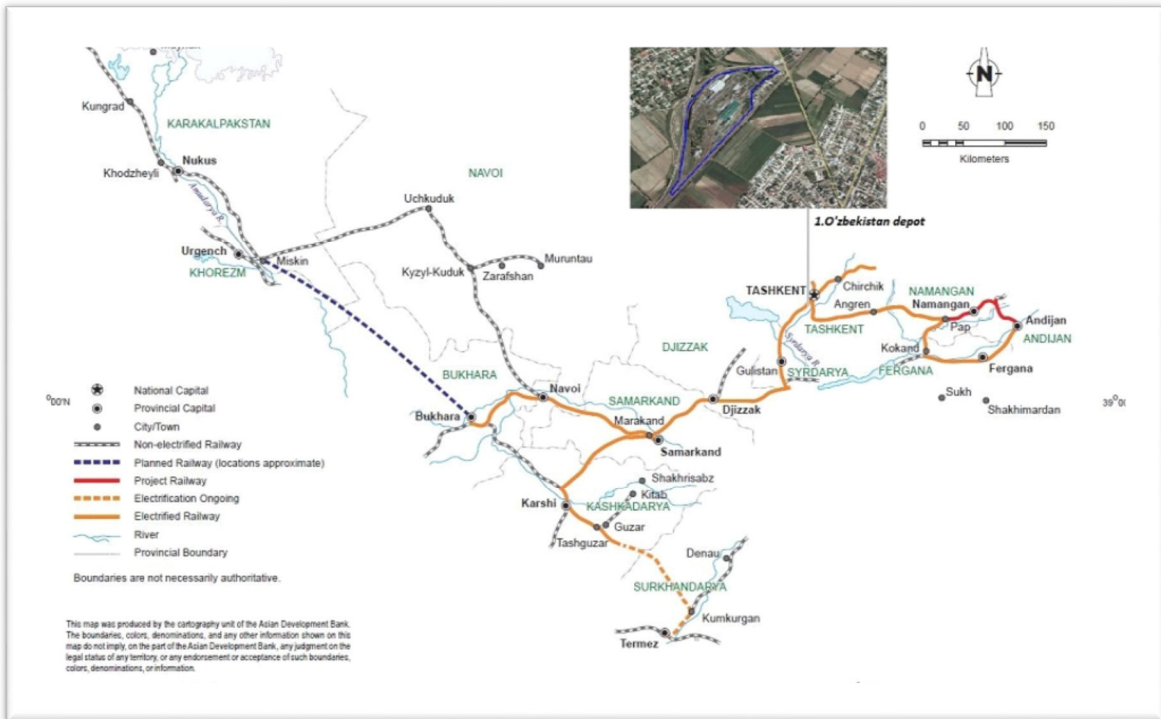 Kungrad
KARAKALPAKSTAN
Nukus
Khodzheyli
Amudarya R.
Urgench
Miskin
KHOREZM
NAVOI
Uchkuduk
Kyzyl-Kuduk
Zarafshan
Muruntau
N
0 50 100 150
Kilometers
1.O'zbekistan depot
TASHKENT
Chirchik
Angren
TASHKENT
NAMANGAN
Namangan
Pap
Andijan
ANDIJAN
Kokand
Fergana
FERGANA
Sukh
Shakhimardan
Syrdarya R.
Gulistan
SYRDARYA
DJIZZAK
Djizzak
BUKHARA
Navoi
SAMARKAND
Marakand
Samarkand
Bukhara
Shakhrisabz
Kitab
Karshi
KASHKADARYA
Guzar
Tashguzar
Denau
SURKHANDARYA
Kumkurgan
Termez
National Capital
Provincial Capital
City/Town
Non-electrified Railway
Planned Railway (locations approximate)
Project Railway
Electrification Ongoing
Electrified Railway
River
Provincial Boundary
Boundaries are not necessarily authoritative.
This map was produced by the cartography unit of the Asian Development Bank.
The boundaries, colors, denominations, and any other information shown on this
map do not imply, on the part of the Asian Development Bank, any judgment on the
legal status of any territory, or any endorsement or acceptance of such boundaries,
colors, denominations, or information.